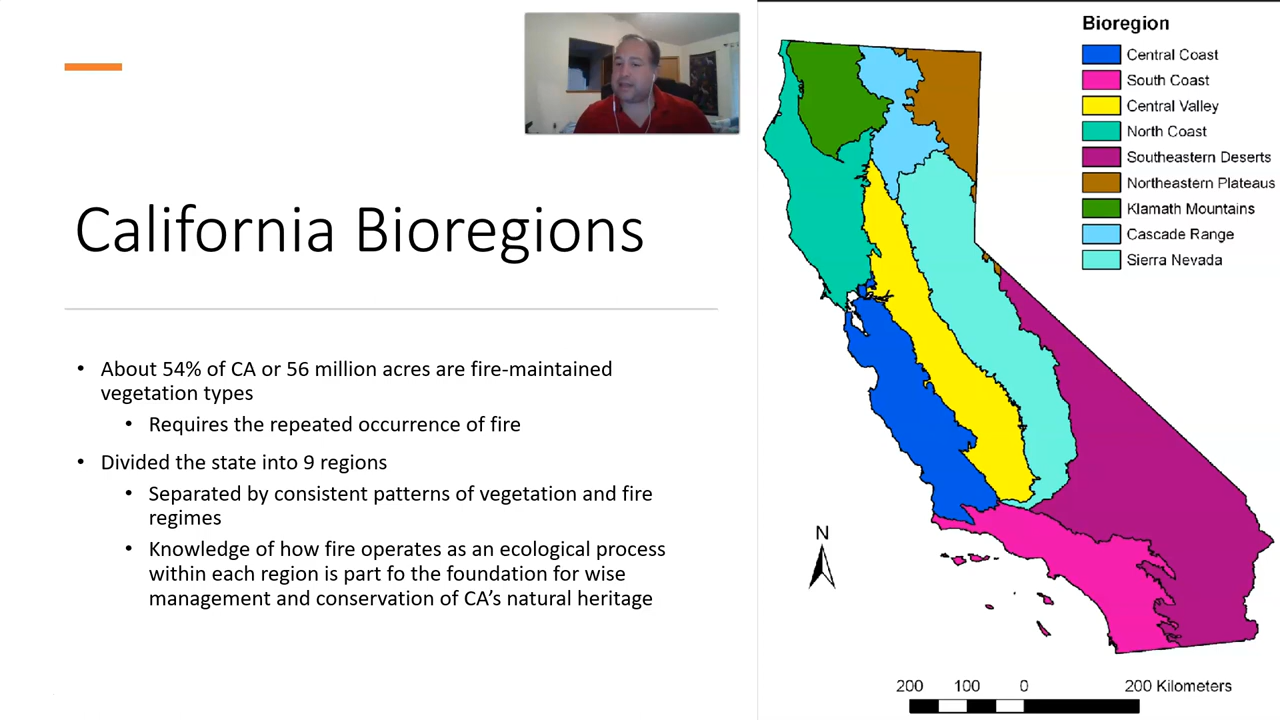 California Bioregions
• About 54% of CA or 56 million acres are fire-maintained
vegetation types
• Requires the repeated occurrence of fire
• Divided the state into 9 regions
• Separated by consistent patterns of vegetation and fire
regimes
• Knowledge of how fire operates as an ecological process
within each region is part fo the foundation for wise
management and conservation of CA’s natural heritage
Bioregion
Central Coast
South Coast
Central Valley
North Coast
Southeastern Deserts
Northeastern Plateaus
Klamath Mountains
Cascade Range
Sierra Nevada
N
200 100 0 200 Kilometers